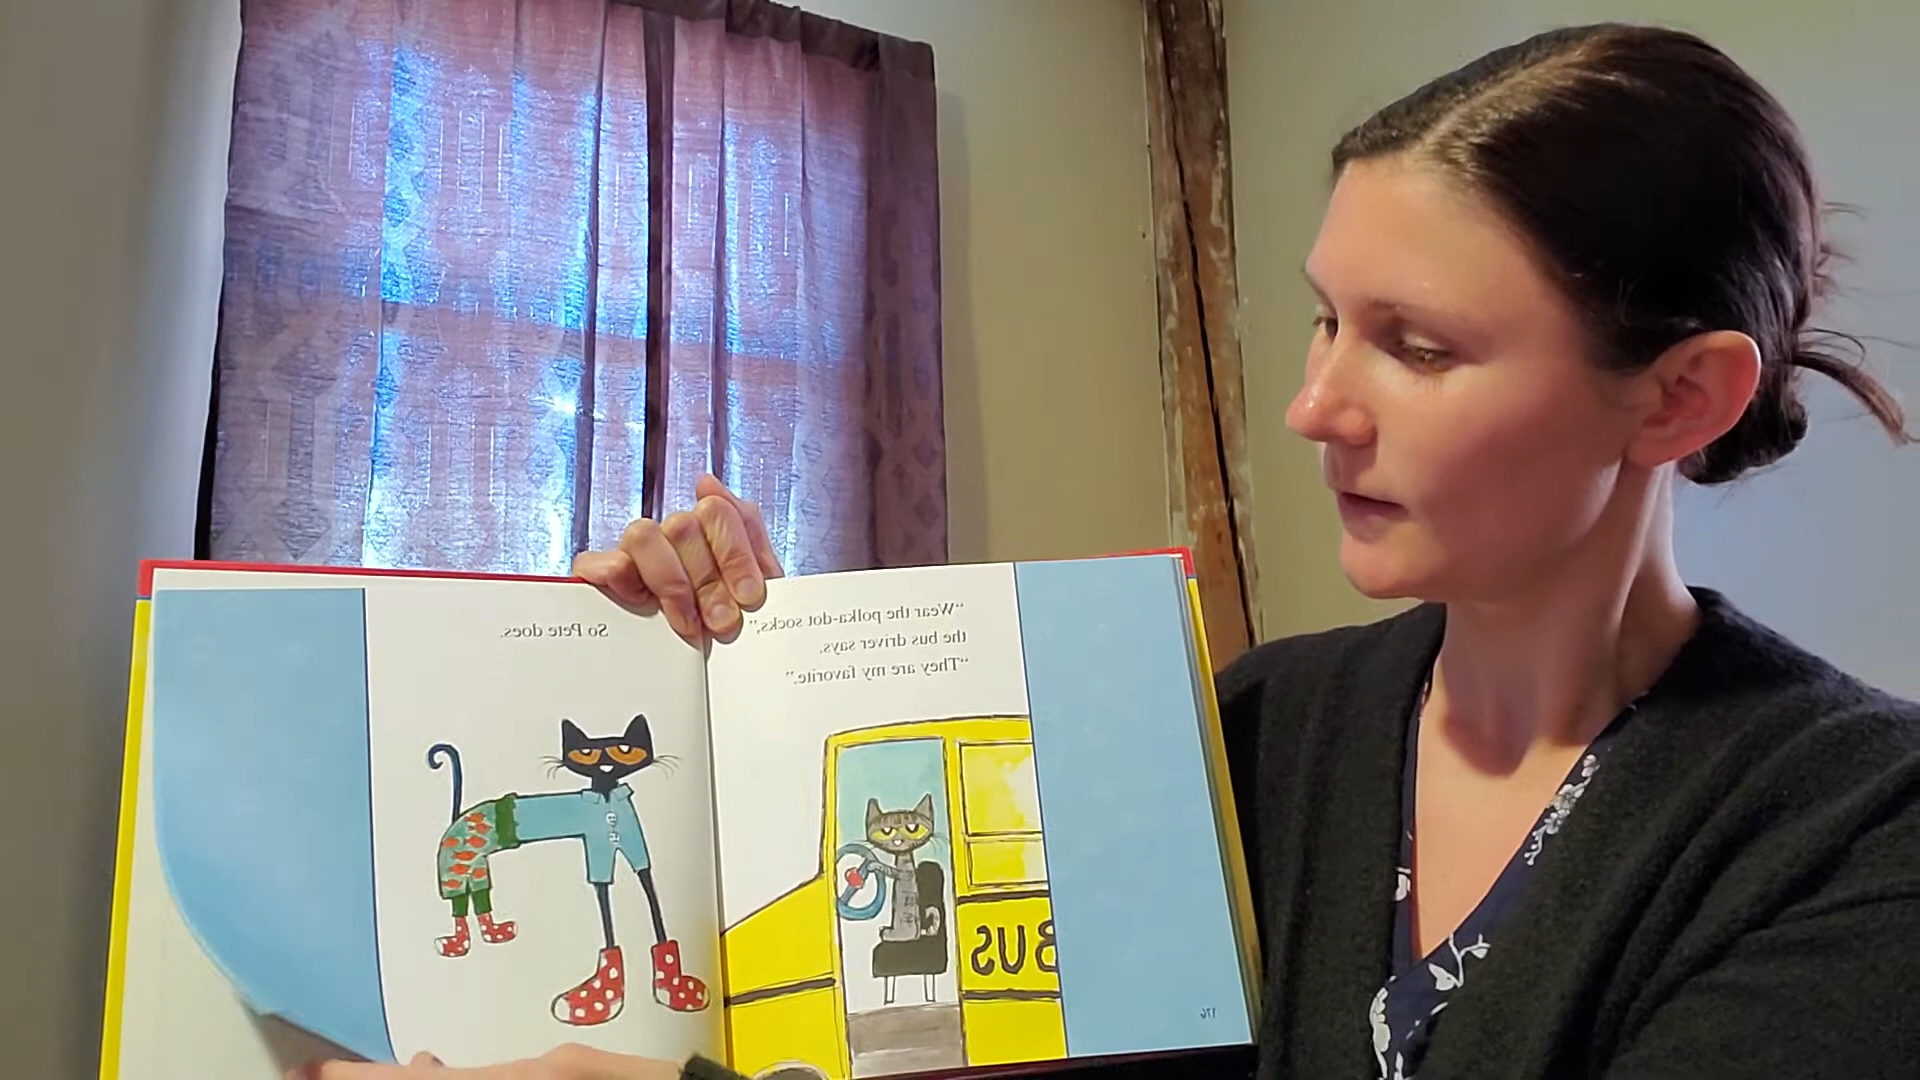 "Wear the polka-dot socks,"
the bus driver says.
"They are my favorite."
BUS
176
So Pete does.